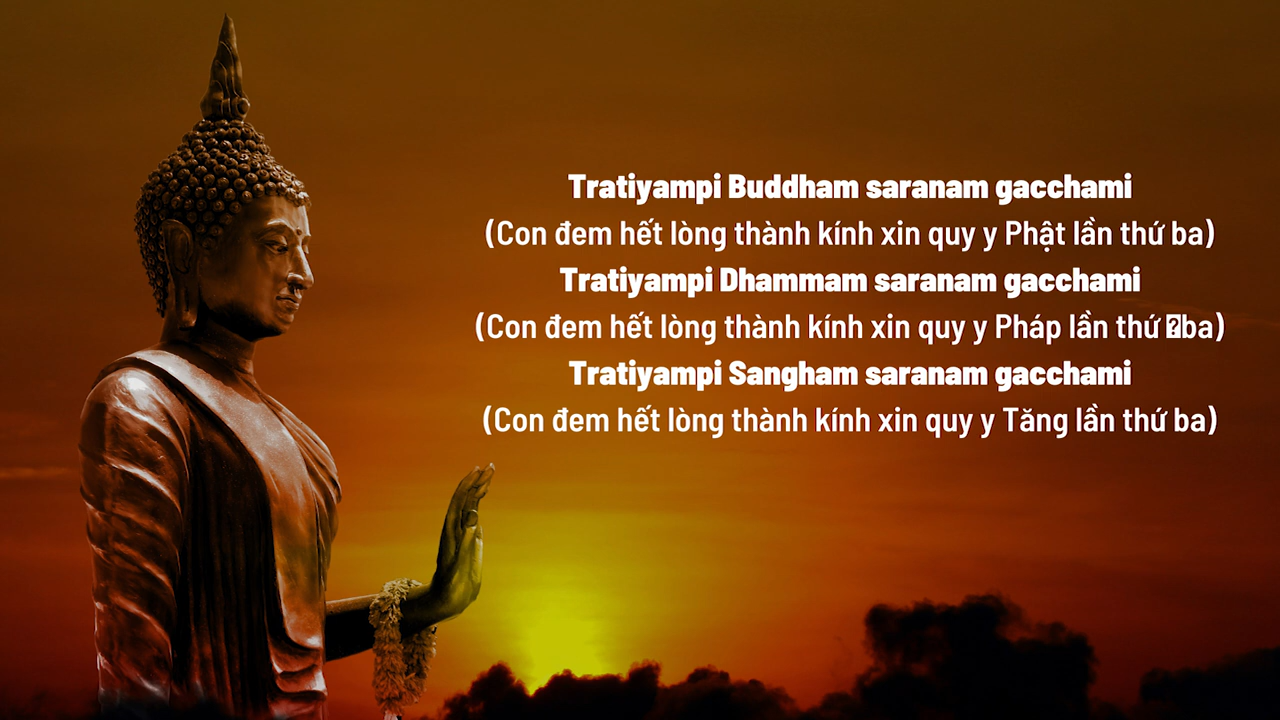 Tratiyampi Buddham saranam gacchami
(Con đem hết lòng thành kính xin quy y Phật lần thứ ba)
Tratiyampi Dhammam saranam gacchami
(Con đem hết lòng thành kính xin quy y Pháp lần thứ ba)
Tratiyampi Sangham saranam gacchami
(Con đem hết lòng thành kính xin quy y Tăng lần thứ ba)